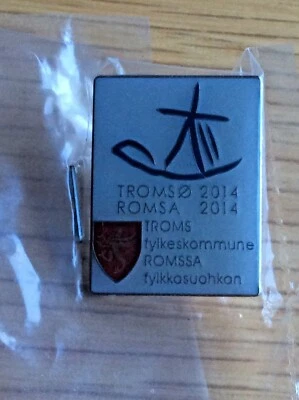 TROMSØ 2014
ROMSA 2014
TROMS
fylkeskommune
ROMSSA
fylkkasuohkan